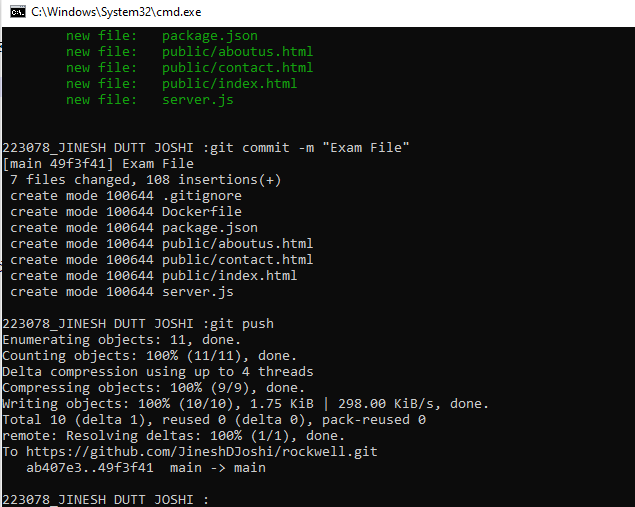 C:\Windows\System32\cmd.exe
new file:   package.json
new file:   public/aboutus.html
new file:   public/contact.html
new file:   public/index.html
new file:   server.js
223078_JINESH DUTT JOSHI :git commit -m "Exam File"
[main 49f3f41] Exam File
 7 files changed, 108 insertions(+)
 create mode 100644 .gitignore
 create mode 100644 Dockerfile
 create mode 100644 package.json
 create mode 100644 public/aboutus.html
 create mode 100644 public/contact.html
 create mode 100644 public/index.html
 create mode 100644 server.js
223078_JINESH DUTT JOSHI :git push
Enumerating objects: 11, done.
Counting objects: 100% (11/11), done.
Delta compression using up to 4 threads
Compressing objects: 100% (9/9), done.
Writing objects: 100% (10/10), 1.75 KiB | 298.00 KiB/s, done.
Total 10 (delta 1), reused 0 (delta 0), pack-reused 0
remote: Resolving deltas: 100% (1/1), done.
To https://github.com/JineshDJoshi/rockwell.git
   ab407e3..49f3f41  main -> main
223078_JINESH DUTT JOSHI :